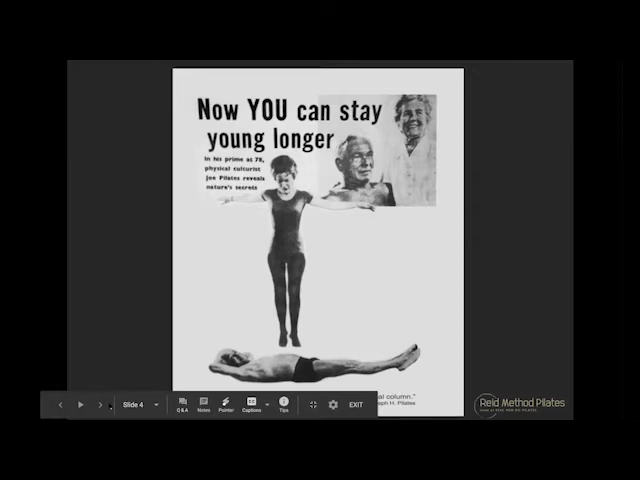 Now YOU can stay
young longer
In his prime at 78,
physical culturist
Joe Pilates reveals
nature's secrets
al column."
seph H. Pilates
Reid Method Pilates
Slide 4
Q & A
Notes
Pointer
Captions
Tips
EXIT